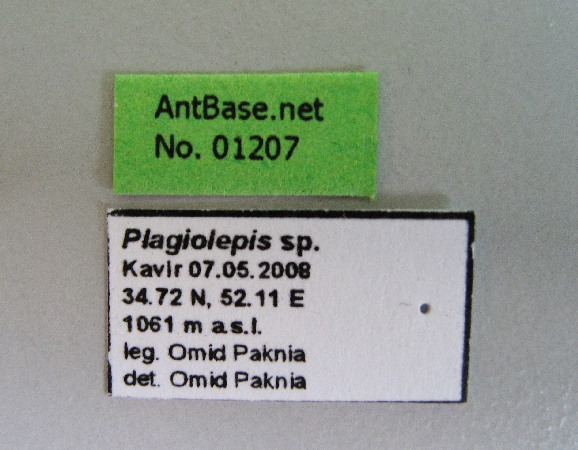 AntBase.net
No. 01207
Plagiolepis sp.
Kavir 07.05.2008
34.72 N, 52.11 E
1061 m a.s.l.
leg. Omid Paknia
det. Omid Paknia